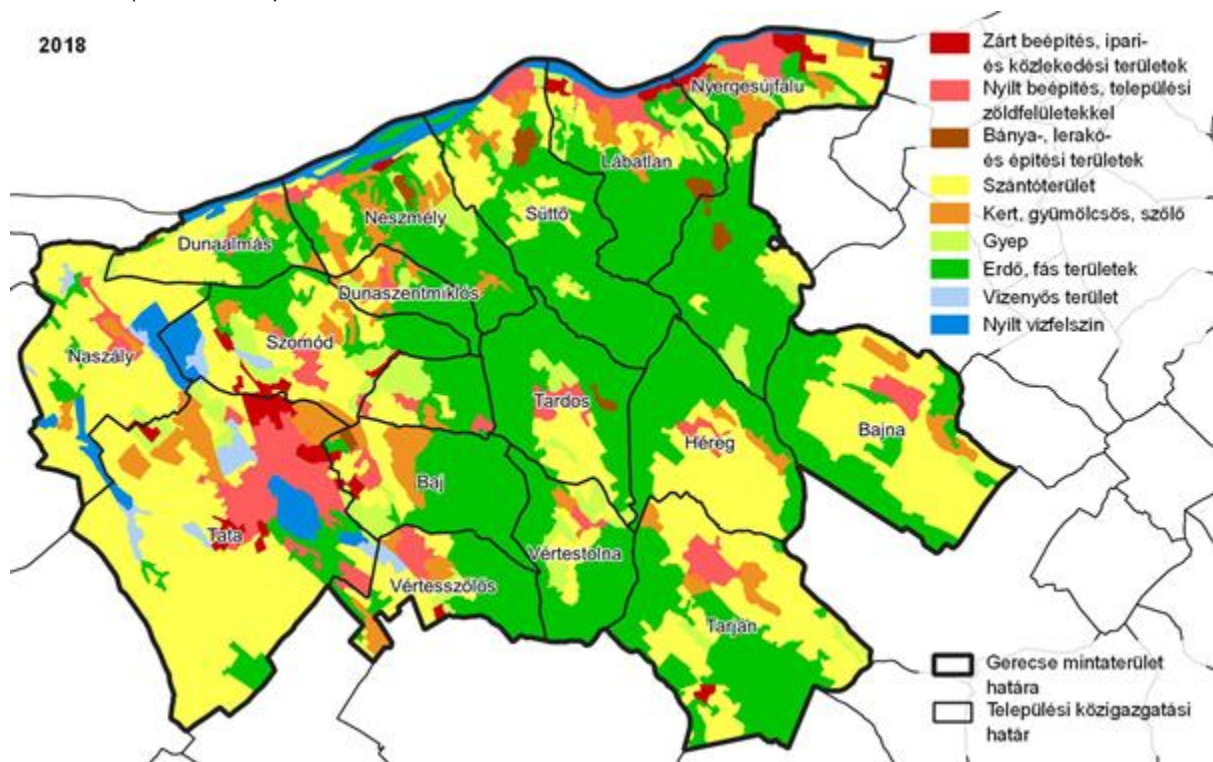 2018
Zárt beépítés, ipari-
és közlekedési területek
Nyílt beépítés, települési
zöldfelületekkel
Bánya-, lerakó-
és építési területek
Szántóterület
Kert, gyümölcsös, szőlő
Gyep
Erdő, fás területek
Vizenyős terület
Nyílt vízfelszín
Nyergesújfalu
Lábatlan
Süttő
Neszmély
Dunaalmás
Dunaszentmiklós
Szomód
Naszály
Tardos
Héreg
Bajna
Baj
Tata
Vértestolna
Vértesszőlős
Tarján
Gerecse mintaterület
határa
Települési közigazgatási
határ